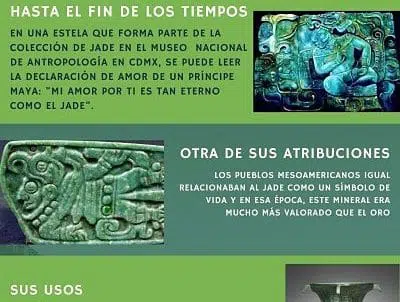 HASTA EL FIN DE LOS TIEMPOS
EN UNA ESTELA QUE FORMA PARTE DE LA
COLECCIÓN DE JADE EN EL MUSEO NACIONAL
DE ANTROPOLOGÍA EN CDMX, SE PUEDE LEER
LA DECLARACIÓN DE AMOR DE UN PRÍNCIPE
MAYA: "MI AMOR POR TI ES TAN ETERNO
COMO EL JADE".
OTRA DE SUS ATRIBUCIONES
LOS PUEBLOS MESOAMERICANOS IGUAL
RELACIONABAN AL JADE COMO UN SÍMBOLO DE
VIDA Y EN ESA ÉPOCA, ESTE MINERAL ERA
MUCHO MÁS VALORADO QUE EL ORO
SUS USOS